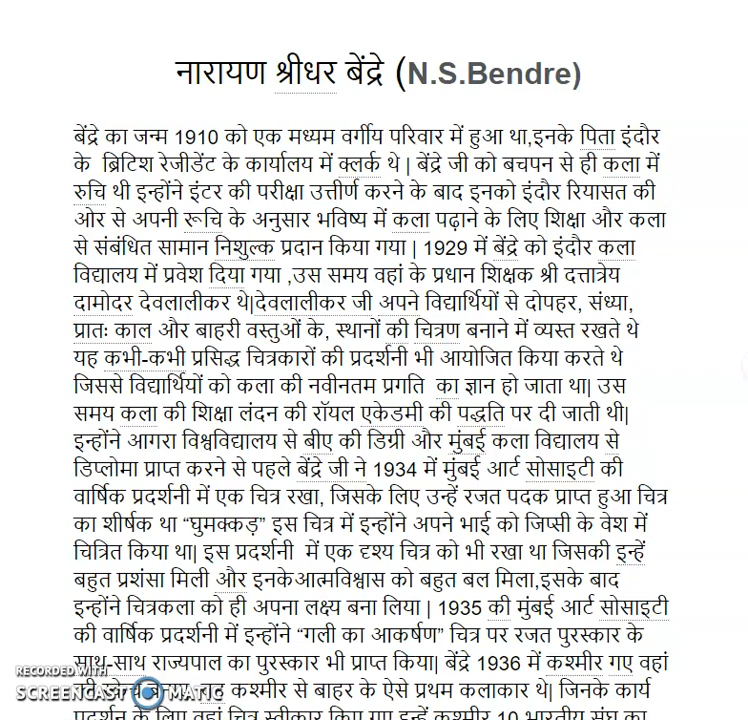 नारायण श्रीधर बेंद्रे (N.S.Bendre)
बेंद्रे का जन्म 1910 को एक मध्यम वर्गीय परिवार में हुआ था,इनके पिता इंदौर
के ब्रिटिश रेजीडेंट के कार्यालय में क्लर्क थे | बेंद्रे जी को बचपन से ही कला में
रुचि थी इन्होंने इंटर की परीक्षा उत्तीर्ण करने के बाद इनको इंदौर रियासत की
ओर से अपनी रूचि के अनुसार भविष्य में कला पढ़ाने के लिए शिक्षा और कला
से संबंधित सामान निशुल्क प्रदान किया गया | 1929 में बेंद्रे को इंदौर कला
विद्यालय में प्रवेश दिया गया ,उस समय वहां के प्रधान शिक्षक श्री दत्तात्रेय
दामोदर देवलालीकर थे|देवलालीकर जी अपने विद्यार्थियों से दोपहर, संध्या,
प्रातः काल और बाहरी वस्तुओं के, स्थानों की चित्रण बनाने में व्यस्त रखते थे
यह कभी-कभी प्रसिद्ध चित्रकारों की प्रदर्शनी भी आयोजित किया करते थे
जिससे विद्यार्थियों को कला की नवीनतम प्रगति का ज्ञान हो जाता था| उस
समय कला की शिक्षा लंदन की रॉयल एकेडमी की पद्धति पर दी जाती थी|
इन्होंने आगरा विश्वविद्यालय से बीए की डिग्री और मुंबई कला विद्यालय से
डिप्लोमा प्राप्त करने से पहले बेंद्रे जी ने 1934 में मुंबई आर्ट सोसाइटी की
वार्षिक प्रदर्शनी में एक चित्र रखा, जिसके लिए उन्हें रजत पदक प्राप्त हुआ चित्र
का शीर्षक था “घुमक्कड़” इस चित्र में इन्होंने अपने भाई को जिप्सी के वेश में
चित्रित किया था| इस प्रदर्शनी में एक दृश्य चित्र को भी रखा था जिसकी इन्हें
बहुत प्रशंसा मिली और इनकेआत्मविश्वास को बहुत बल मिला,इसके बाद
इन्होंने चित्रकला को ही अपना लक्ष्य बना लिया | 1935 की मुंबई आर्ट सोसाइटी
की वार्षिक प्रदर्शनी में इन्होंने “गली का आकर्षण” चित्र पर रजत पुरस्कार के
साथ-साथ राज्यपाल का पुरस्कार भी प्राप्त किया| बेंद्रे 1936 में कश्मीर गए वहां
कश्मीर से बाहर के ऐसे प्रथम कलाकार थे| जिनके कार्य
प्रदर्शन के लिए वहां चित्र स्वीकार किए गए इन्हें कश्मीर 10 भारतीय संघ का
RECORDED WITH
SCREENCAST MATIC